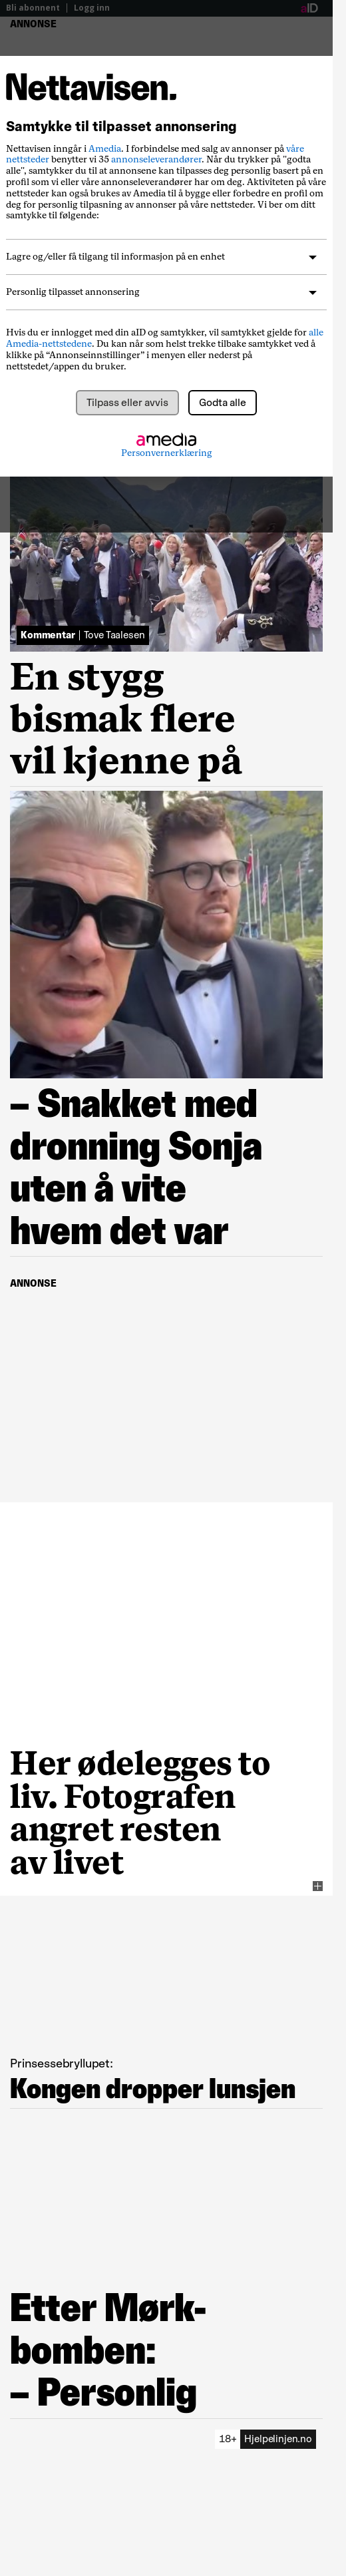 Bli abonnent | Logg inn
aID
ANNONSE
Nettavisen.
Samtykke til tilpasset annonsering
Nettavisen inngår i Amedia. I forbindelse med salg av annonser på våre
nettsteder benytter vi 35 annonseleverandører. Når du trykker på "godta
alle", samtykker du til at annonsene kan tilpasses deg personlig basert på en
profil som vi eller våre annonseleverandører har om deg. Aktiviteten på våre
nettsteder kan også brukes av Amedia til å bygge eller forbedre en profil om
deg for personlig tilpasning av annonser på våre nettsteder. Vi ber om ditt
samtykke til følgende:
Lagre og/eller få tilgang til informasjon på en enhet
Personlig tilpasset annonsering
Hvis du er innlogget med din aID og samtykker, vil samtykket gjelde for alle
Amedia-nettstedene. Du kan når som helst trekke tilbake samtykket ved å
klikke på “Annonseinnstillinger” i menyen eller nederst på
nettstedet/appen du bruker.
Tilpass eller avvis
Godta alle
amedia
Personvernerklæring
Kommentar | Tove Taalesen
En stygg
bismak flere
vil kjenne på
– Snakket med
dronning Sonja
uten å vite
hvem det var
ANNONSE
Her ødelegges to
liv. Fotografen
angret resten
av livet
Prinsessebryllupet:
Kongen dropper lunsjen
Etter Mørk-
bomben:
– Personlig
18+ Hjelpelinjen.no